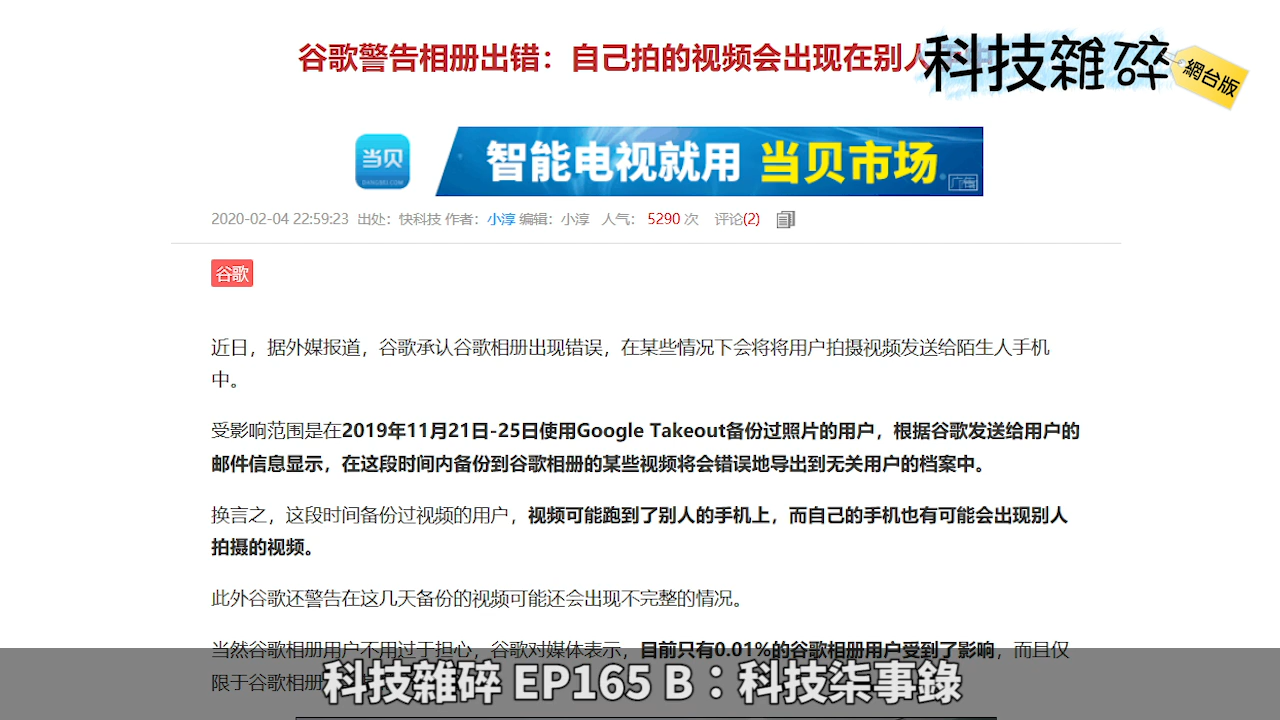 谷歌警告相册出错：自己拍的视频会出现在别人
科技雜碎
網台版
当贝
DANGBEI.COM
智能电视就用 当贝市场
广告
2020-02-04 22:59:23 出处：快科技 作者：小淳 编辑：小淳 人气： 5290 次 评论(2)
谷歌
近日，据外媒报道，谷歌承认谷歌相册出现错误，在某些情况下会将将用户拍摄视频发送给陌生人手机
中。
受影响范围是在2019年11月21日-25日使用Google Takeout备份过照片的用户，根据谷歌发送给用户的
邮件信息显示，在这段时间内备份到谷歌相册的某些视频将会错误地导出到无关用户的档案中。
换言之，这段时间备份过视频的用户，视频可能跑到了别人的手机上，而自己的手机也有可能会出现别人
拍摄的视频。
此外谷歌还警告在这几天备份的视频可能还会出现不完整的情况。
当然谷歌相册用户不用过于担心，谷歌对媒体表示，目前只有0.01%的谷歌相册用户受到了影响，而且仅
限于谷歌相册
科技雜碎 EP165 B：科技柒事錄